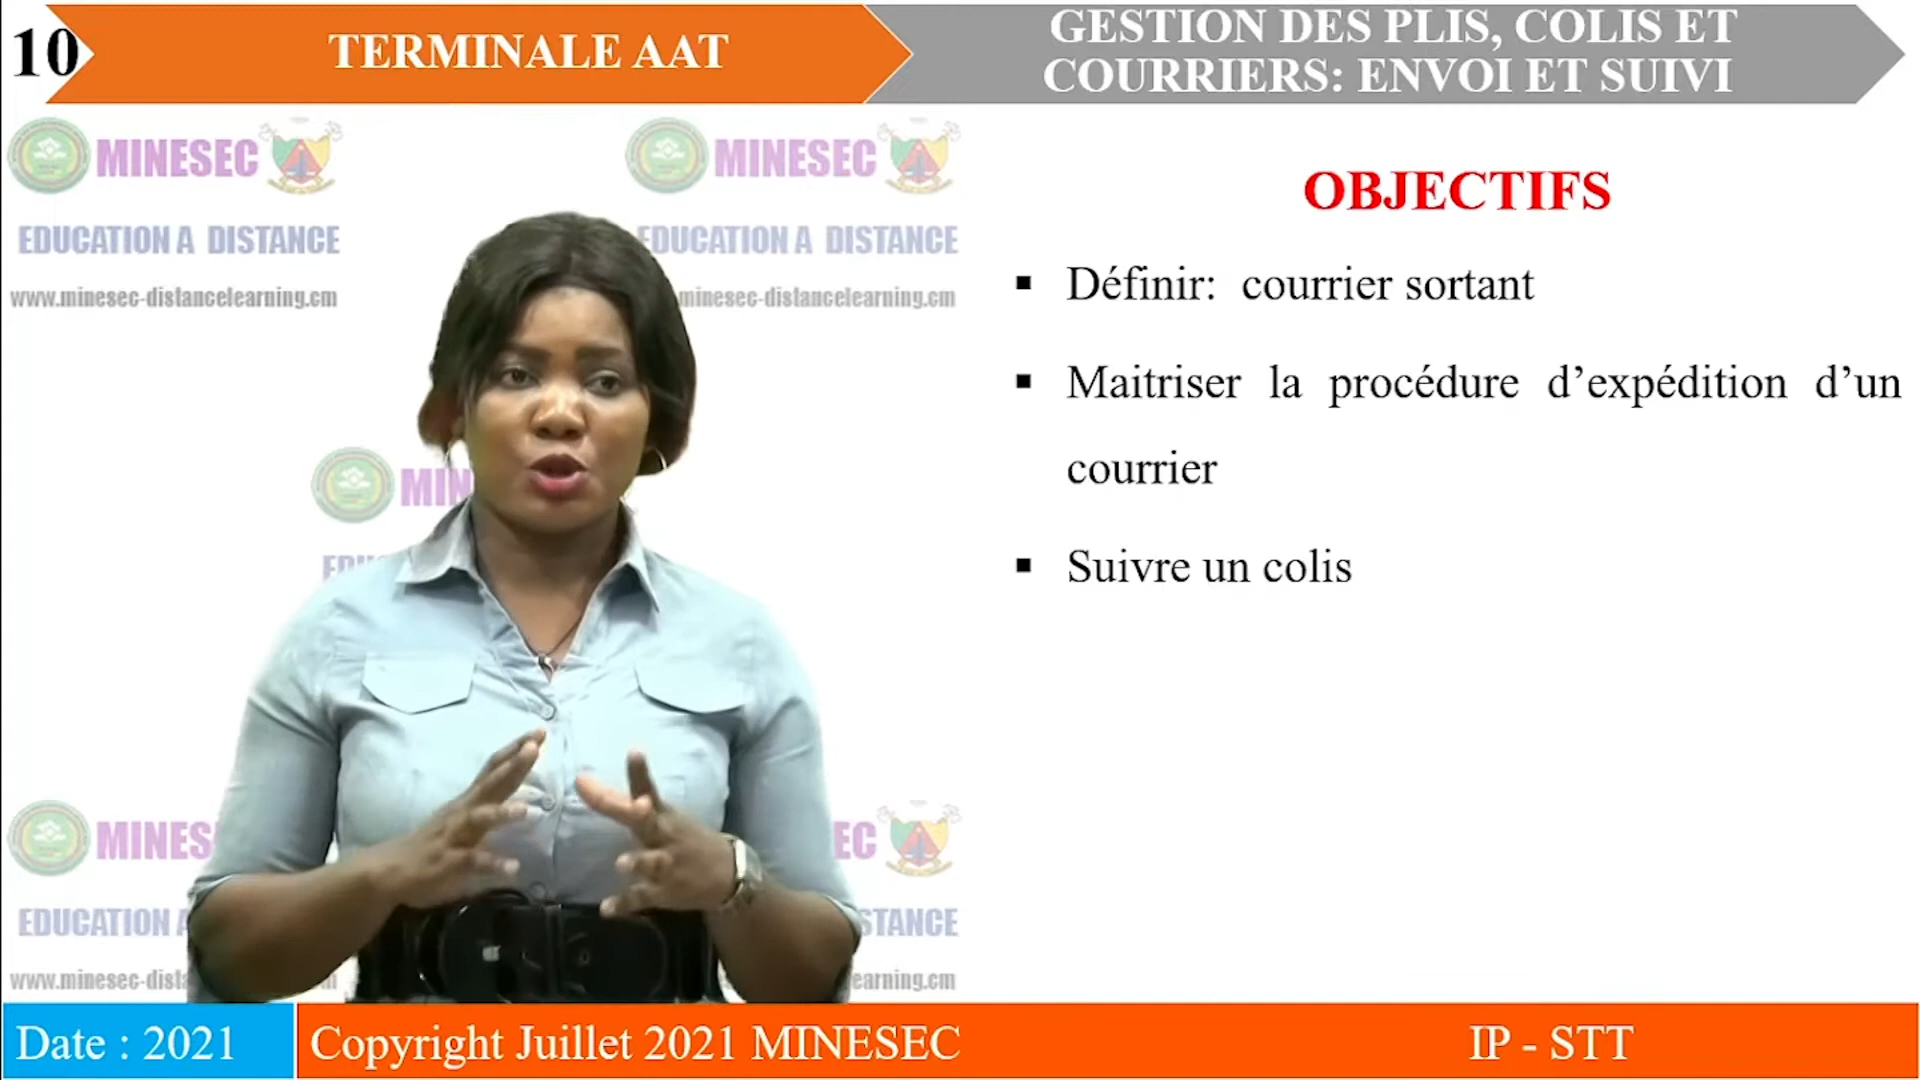 10
TERMINALE AAT
GESTION DES PLIS, COLIS ET
COURRIERS: ENVOI ET SUIVI
MINESEC
MINESEC
EDUCATION A DISTANCE
EDUCATION A DISTANCE
www.minesec-distancelearning.cm
minesec-distancelearning.cm
OBJECTIFS
▪ Définir: courrier sortant
▪ Maitriser la procédure d’expédition d’un
courrier
▪ Suivre un colis
MIN
EDU
MINES
EC
EDUCATION A
STANCE
www.minesec-dista
earning.cm
Date : 2021
Copyright Juillet 2021 MINESEC
IP - STT